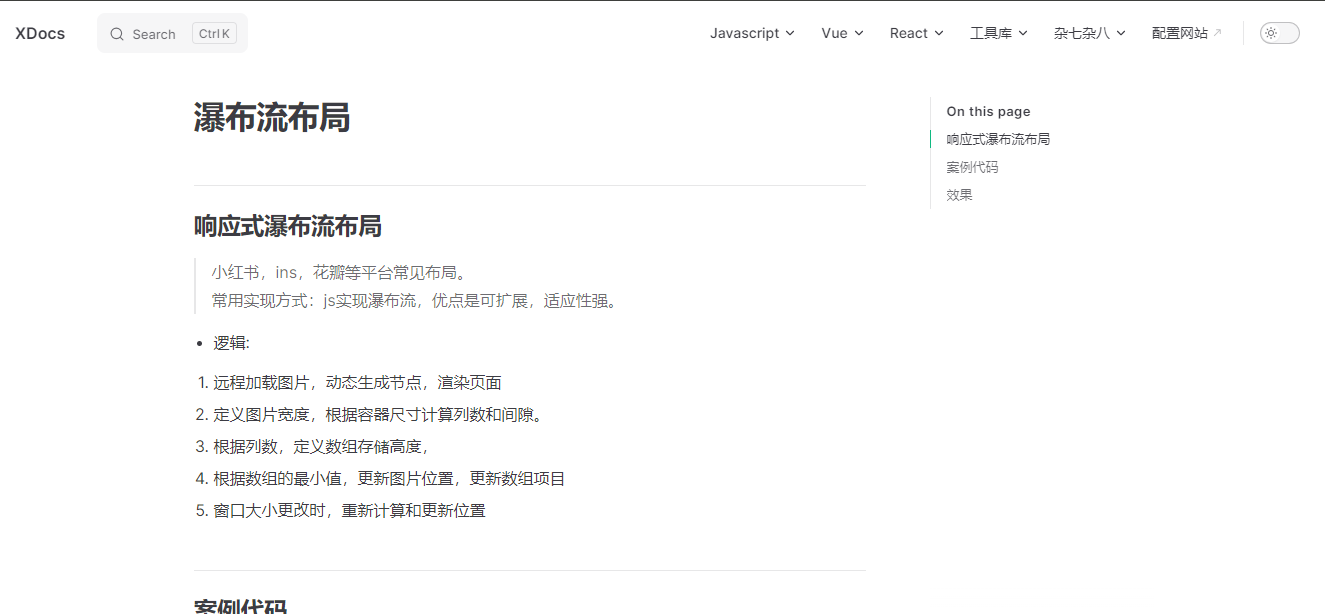 XDocs
Search
Ctrl K
Javascript
Vue
React
工具库
杂七杂八
配置网站
瀑布流布局
On this page
响应式瀑布流布局
案例代码
效果
响应式瀑布流布局
小红书，ins，花瓣等平台常见布局。
常用实现方式：js实现瀑布流，优点是可扩展，适应性强。
• 逻辑:
1. 远程加载图片，动态生成节点，渲染页面
2. 定义图片宽度，根据容器尺寸计算列数和间隙。
3. 根据列数，定义数组存储高度，
4. 根据数组的最小值，更新图片位置，更新数组项目
5. 窗口大小更改时，重新计算和更新位置
案例代码